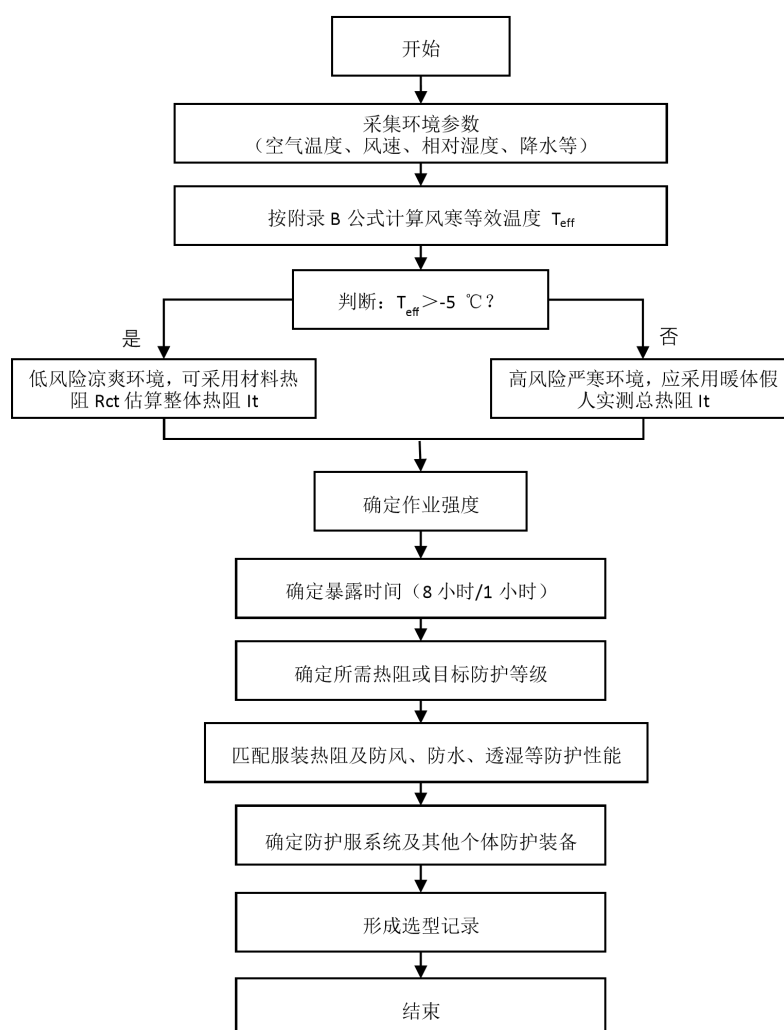 开始
采集环境参数
（空气温度、风速、相对湿度、降水等）
按附录 B 公式计算风寒等效温度 Teff
判断：Teff＞-5 ℃？
是
否
低风险凉爽环境，可采用材料热
阻 Rct 估算整体热阻 It
高风险严寒环境，应采用暖体假
人实测总热阻 It
确定作业强度
确定暴露时间（8 小时/1 小时）
确定所需热阻或目标防护等级
匹配服装热阻及防风、防水、透湿等防护性能
确定防护服系统及其他个体防护装备
形成选型记录
结束